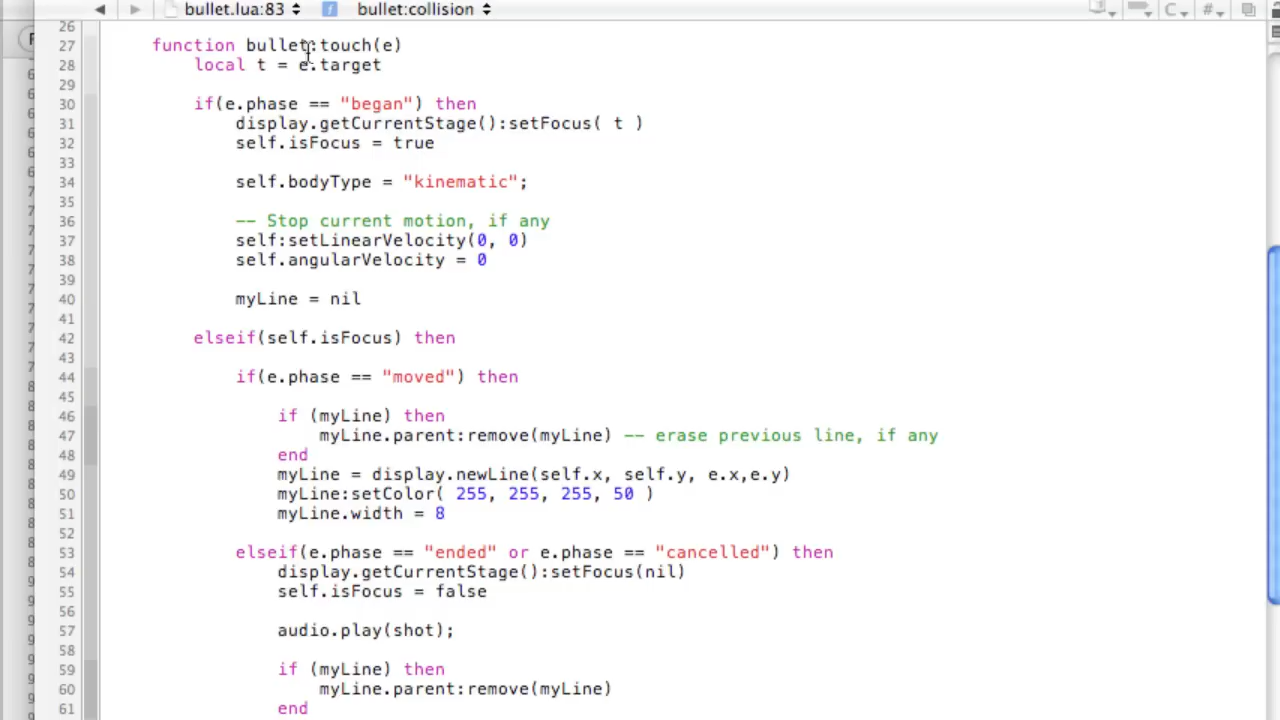 bullet.lua:83 bullet:collision C #
26
27 function bullet:touch(e)
28 local t = e.target
29
30 if(e.phase == "began") then
31 display.getCurrentStage():setFocus( t )
32 self.isFocus = true
33
34 self.bodyType = "kinematic";
35
36 -- Stop current motion, if any
37 self:setLinearVelocity(0, 0)
38 self.angularVelocity = 0
39
40 myLine = nil
41
42 elseif(self.isFocus) then
43
44 if(e.phase == "moved") then
45
46 if (myLine) then
47 myLine.parent:remove(myLine) -- erase previous line, if any
48 end
49 myLine = display.newLine(self.x, self.y, e.x,e.y)
50 myLine:setColor( 255, 255, 255, 50 )
51 myLine.width = 8
52
53 elseif(e.phase == "ended" or e.phase == "cancelled") then
54 display.getCurrentStage():setFocus(nil)
55 self.isFocus = false
56
57 audio.play(shot);
58
59 if (myLine) then
60 myLine.parent:remove(myLine)
61 end